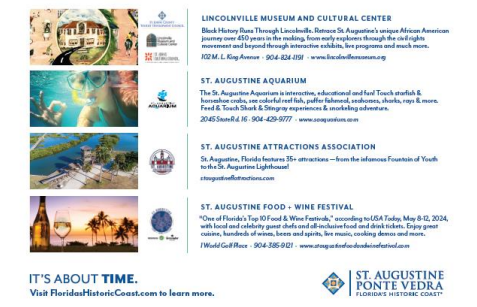 LINCOLNVILLE MUSEUM AND CULTURAL CENTER
Black History Runs Through Lincolnville. Retrace St. Augustine's unique African American
journey over 450 years in the making, from early explorers through the civil rights
movement and beyond through interactive exhibits, live programs and much more.
102 M. L. King Avenue · 904-824-1191 · www.lincolnvillemuseum.org
ST. AUGUSTINE AQUARIUM
The St. Augustine Aquarium is interactive, educational and fun! Touch starfish &
horseshoe crabs, see colorful reef fish, puffer fish, eel, seahorses, sharks, rays & more.
Feed & Touch Shark & Stingray experiences & snorkeling adventure.
2045 State Rd. 16 · 904-429-9777 · www.saaquarium.com
AQUARIUM
ST. AUGUSTINE ATTRACTIONS ASSOCIATION
St. Augustine, Florida features 35+ attractions — from the infamous Fountain of Youth
to the St. Augustine Lighthouse!
staugustineflattractions.com
ST. AUGUSTINE FOOD + WINE FESTIVAL
"One of Florida's Top 10 Food & Wine Festivals," according to USA Today, May 8-12, 2024,
with local and celebrity guest chefs and all-inclusive food and drink tickets. Enjoy great
cuisine, hundreds of wines, beers and spirits, live music, cooking demos and more.
1 World Golf Place · 904-385-9121 · www.staugustinefoodandwinefestival.com
IT'S ABOUT TIME.
Visit FloridasHistoricCoast.com to learn more.
ST. AUGUSTINE
PONTE VEDRA
FLORIDA'S HISTORIC COAST